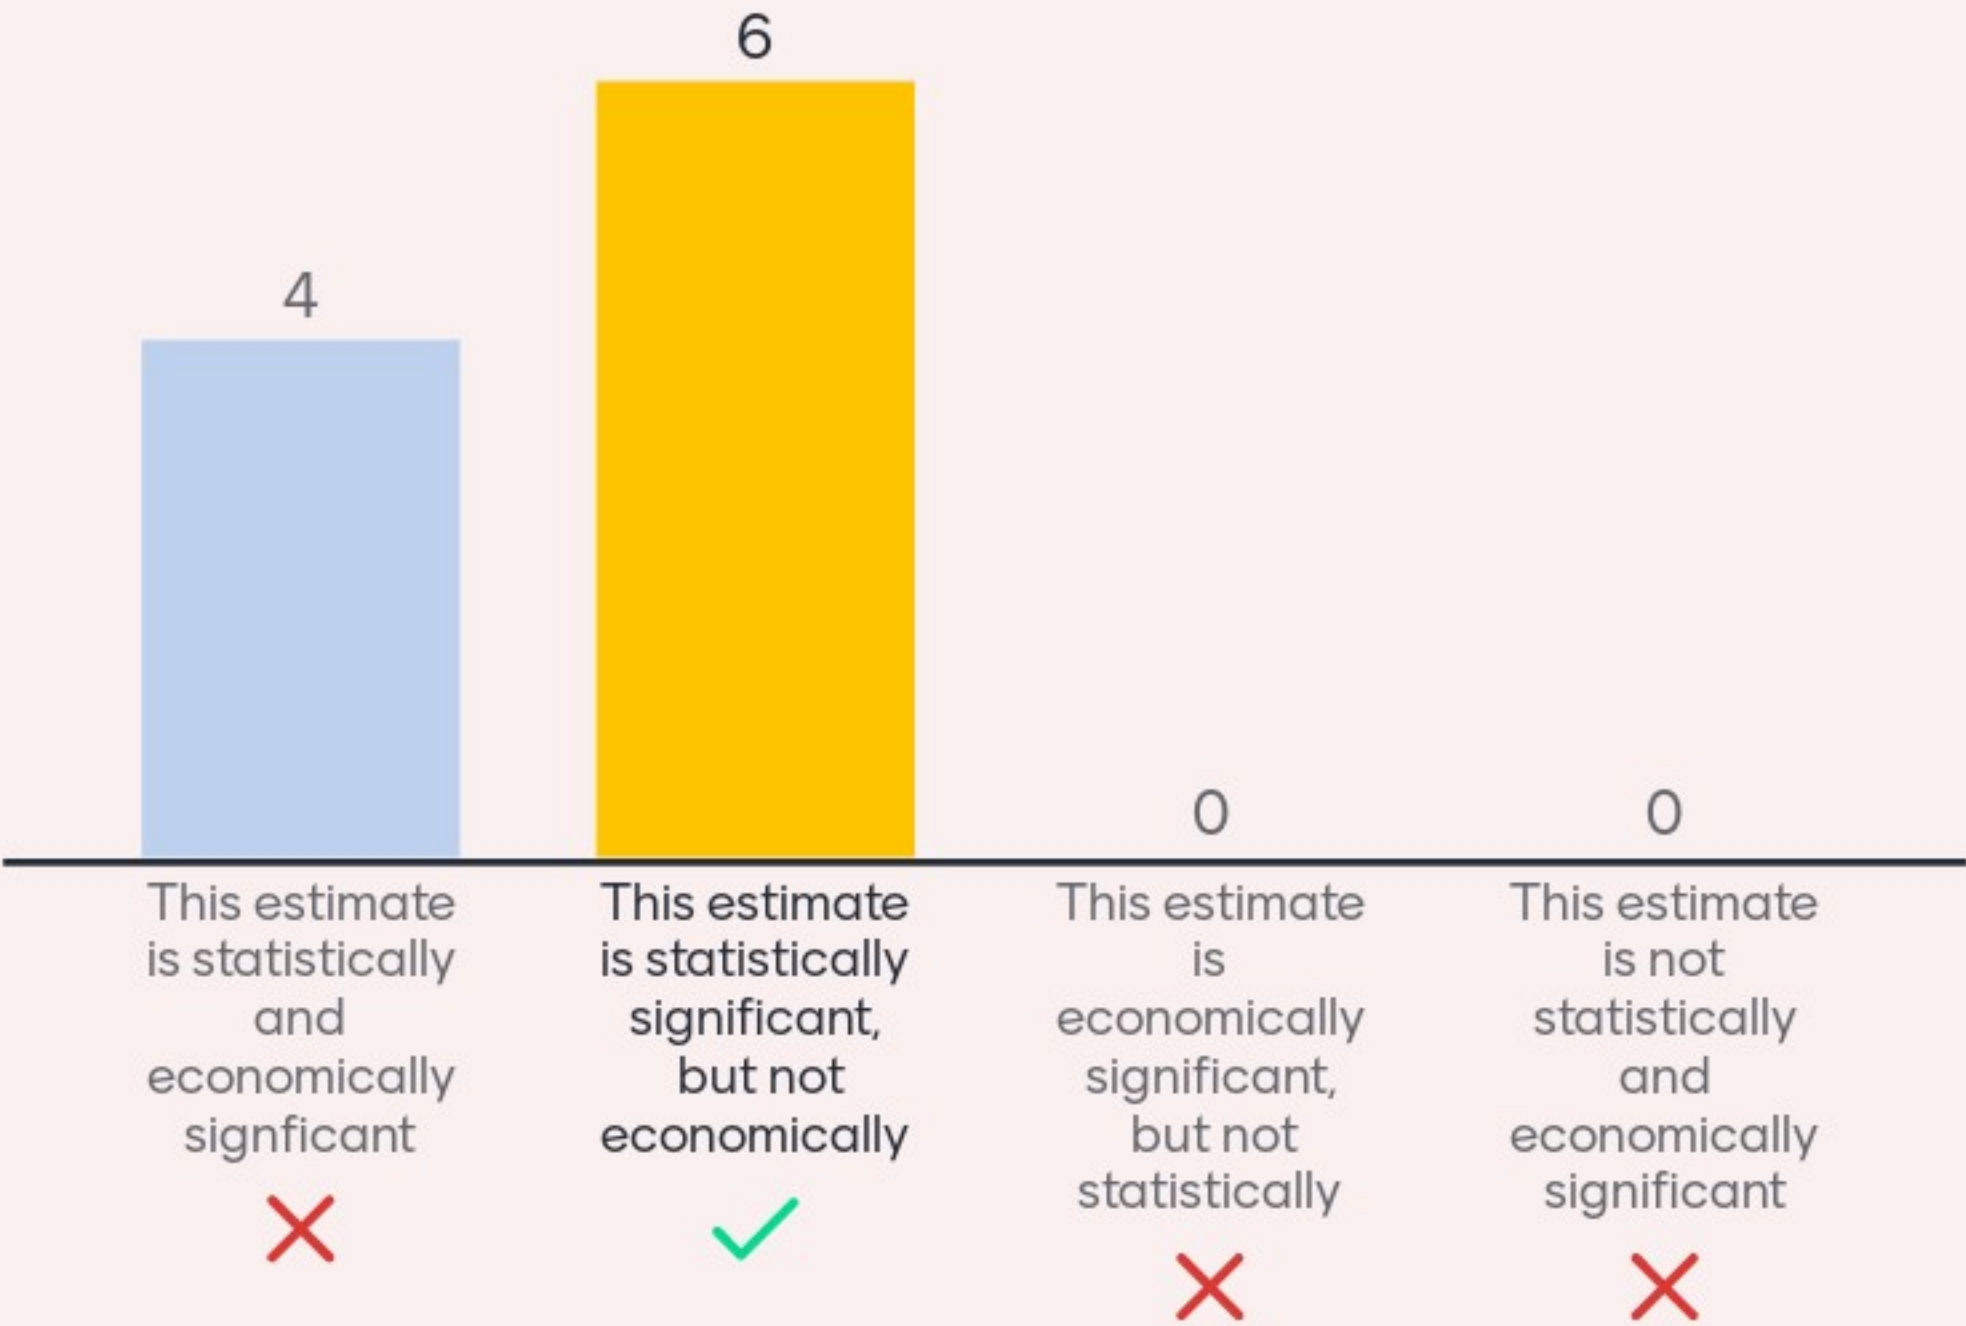 6
4
0
0
This estimate
is statistically
and
economically
signficant
This estimate
is statistically
significant,
but not
economically
This estimate
is
economically
significant,
but not
statistically
This estimate
is not
statistically
and
economically
significant